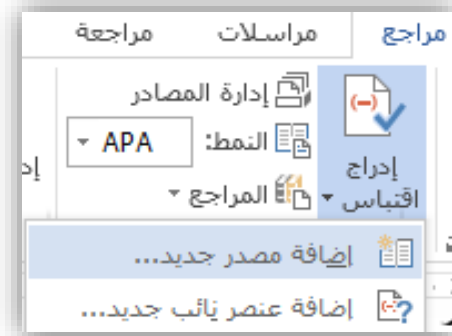 مراجع مراسلات مراجعة
إدارة المصادر
النمط: APA
المراجع
إدراج
اقتباس
إضافة مصدر جديد...
إضافة عنصر نائب جديد...